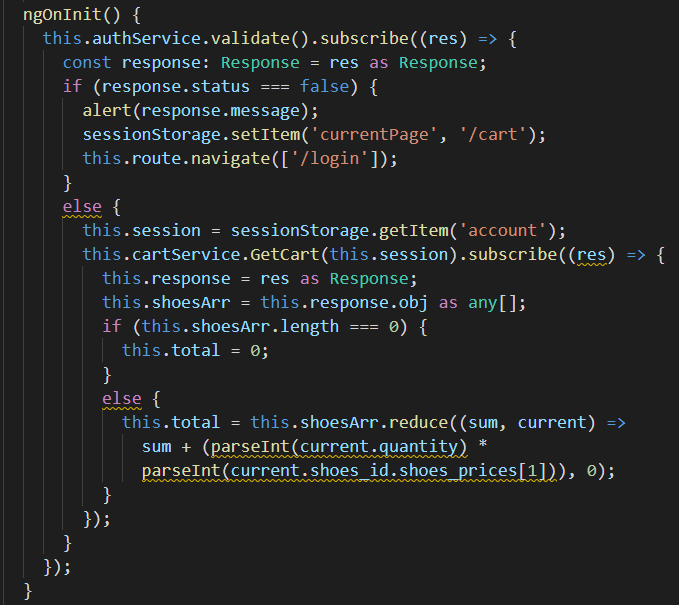 ngOnInit() {
this.authService.validate().subscribe((res) => {
const response: Response = res as Response;
if (response.status === false) {
alert(response.message);
sessionStorage.setItem('currentPage', '/cart');
this.route.navigate(['/login']);
}
else {
this.session = sessionStorage.getItem('account');
this.cartService.GetCart(this.session).subscribe((res) => {
this.response = res as Response;
this.shoesArr = this.response.obj as any[];
if (this.shoesArr.length === 0) {
this.total = 0;
}
else {
this.total = this.shoesArr.reduce((sum, current) =>
sum + (parseInt(current.quantity) *
parseInt(current.shoes_id.shoes_prices[1])), 0);
}
});
}
});
}